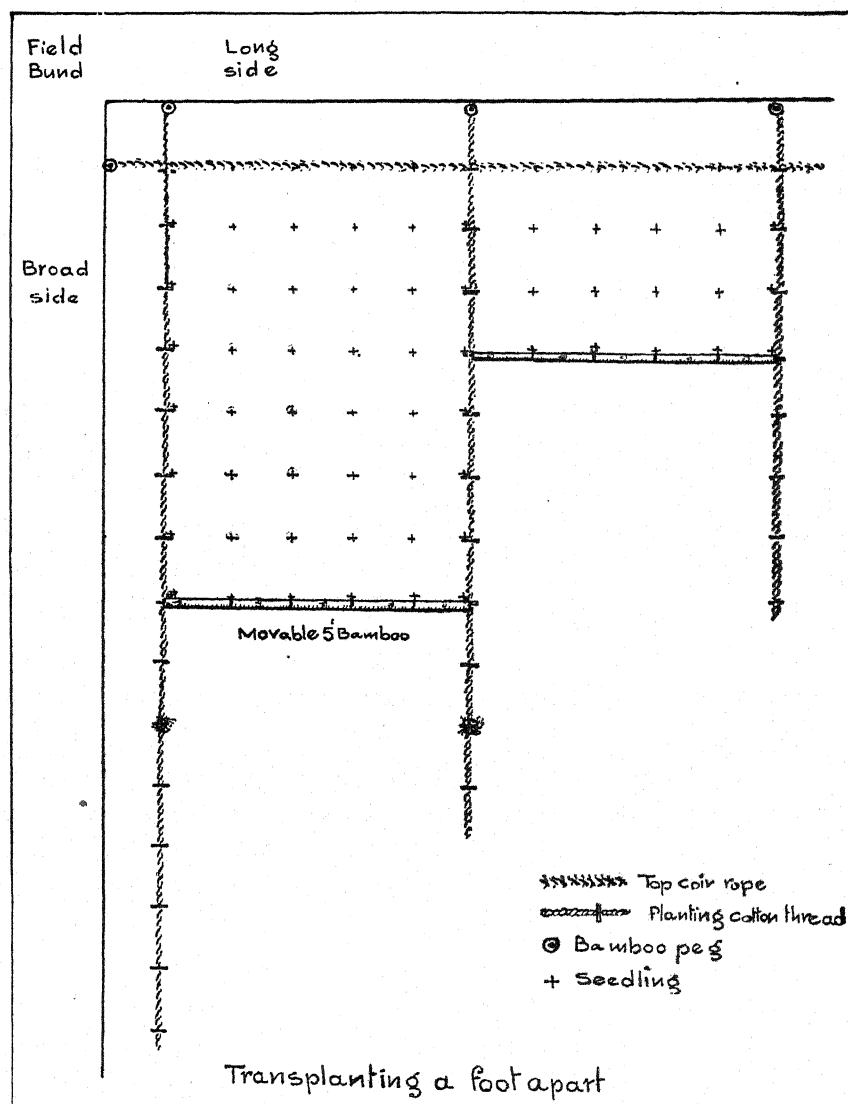 Field
Bund
Long
side
Broad
side
Movable 5' Bamboo
Top coir rope
Planting cotton thread
Bamboo peg
Seedling
Transplanting a foot apart